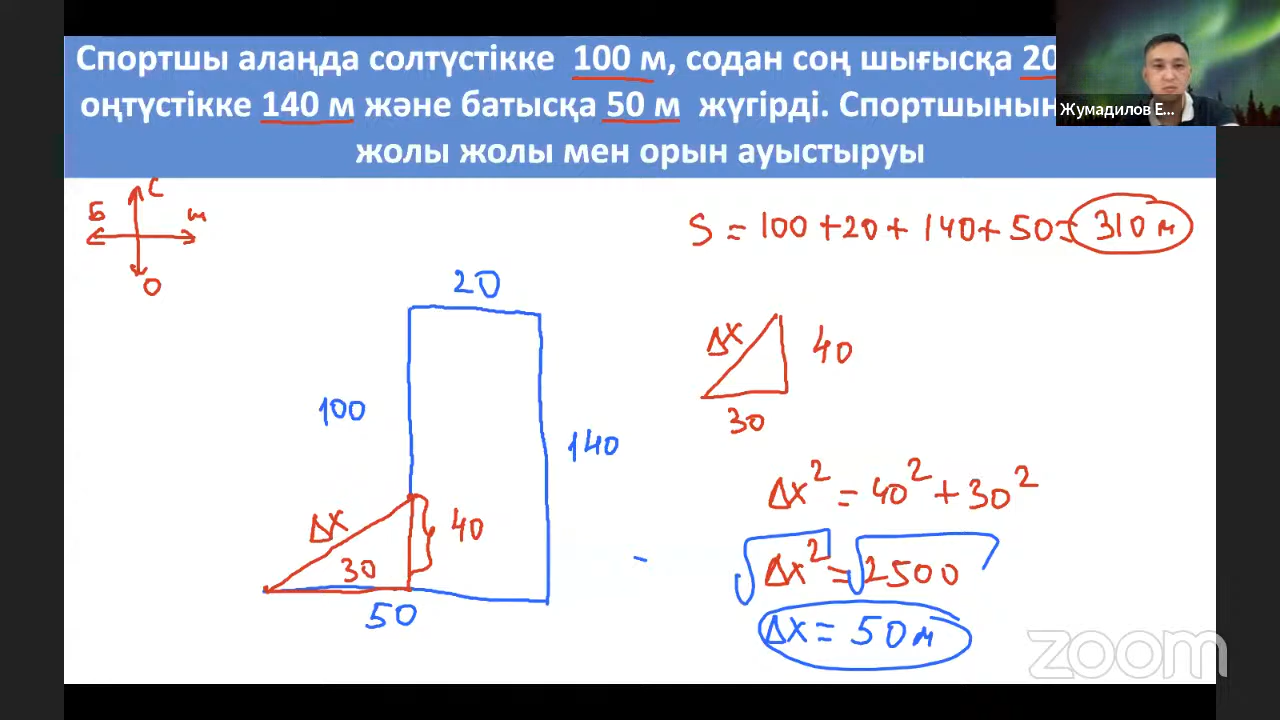 Спортшы алаңда солтүстікке 100 м, содан соң шығысқа 20
оңтүстікке 140 м және батысқа 50 м жүгірді. Спортшының
жолы жолы мен орын ауыстыруы
Жумадилов Е...
С
Б
ш
О
S = 100 + 20 + 140 + 50 = 310 м
20
100
140
Δx
40
30
50
Δx
40
30
Δx² = 40² + 30²
√Δx² = √2500
Δx = 50 м
zoom